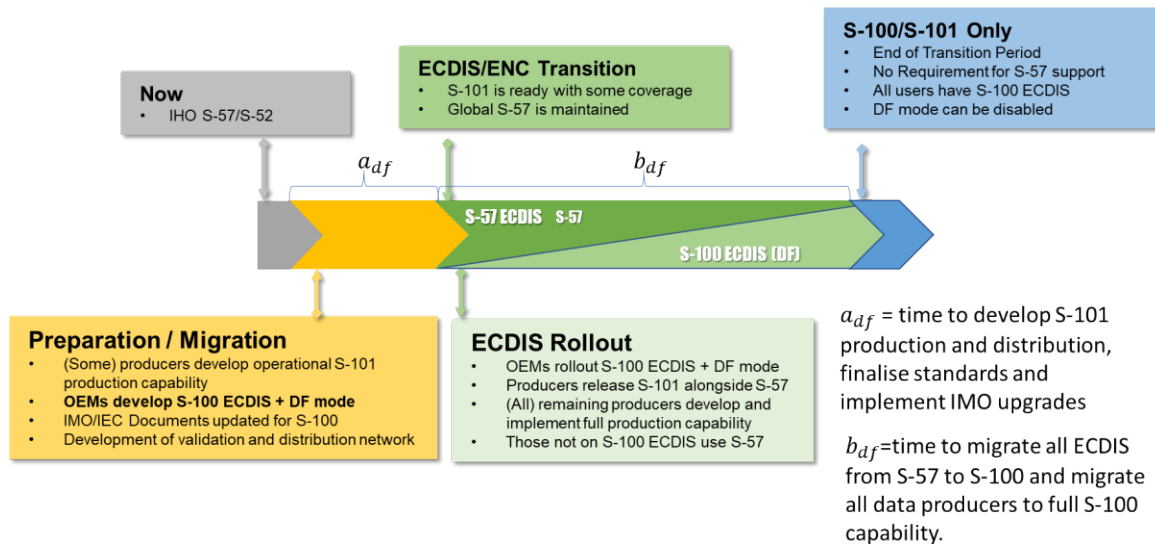 Now
• IHO S-57/S-52
ECDIS/ENC Transition
• S-101 is ready with some coverage
• Global S-57 is maintained
S-100/S-101 Only
• End of Transition Period
• No Requirement for S-57 support
• All users have S-100 ECDIS
• DF mode can be disabled
a_df
b_df
S-57 ECDIS S-57
S-100 ECDIS (DF)
Preparation / Migration
• (Some) producers develop operational S-101
production capability
• OEMs develop S-100 ECDIS + DF mode
• IMO/IEC Documents updated for S-100
• Development of validation and distribution network
ECDIS Rollout
• OEMs rollout S-100 ECDIS + DF mode
• Producers release S-101 alongside S-57
• (All) remaining producers develop and
implement full production capability
• Those not on S-100 ECDIS use S-57
a_df = time to develop S-101
production and distribution,
finalise standards and
implement IMO upgrades
b_df=time to migrate all ECDIS
from S-57 to S-100 and migrate
all data producers to full S-100
capability.